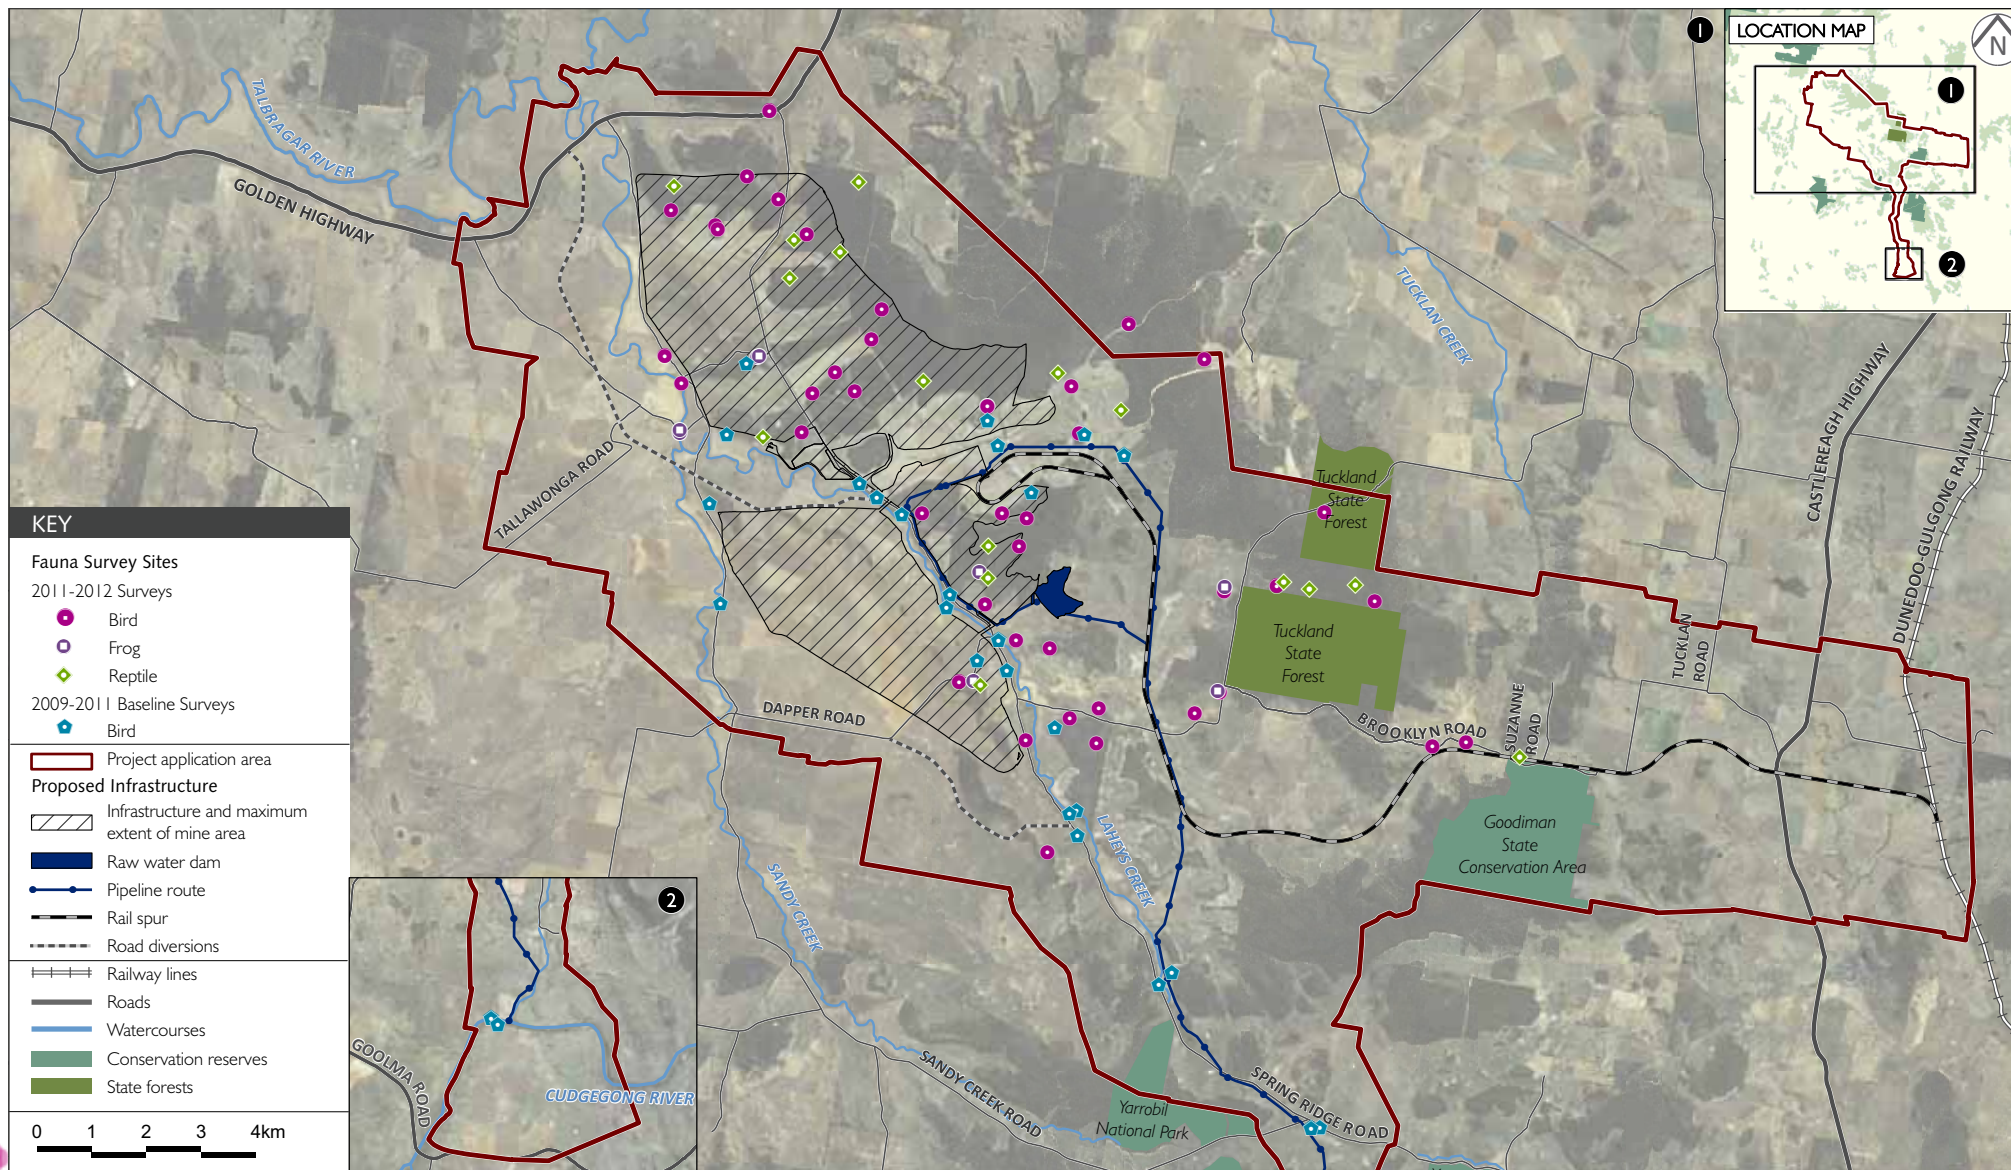 LOCATION MAP
N
1
1
2
TALBRAGAR RIVER
GOLDEN HIGHWAY
TUCKLAN CREEK
CASTLEREAGH HIGHWAY
DUNEDOO-GULGONG RAILWAY
TALLAWONGA ROAD
Tuckland
State
Forest
Tuckland
State
Forest
TUCKLAN
ROAD
DAPPER ROAD
BROOKLYN ROAD
SUZANNE
ROAD
Goodiman
State
Conservation Area
LAHEYS CREEK
SANDY CREEK
SANDY CREEK ROAD
SPRING RIDGE ROAD
Yarrobil
National Park
KEY
Fauna Survey Sites
2011-2012 Surveys
Bird
Frog
Reptile
2009-2011 Baseline Surveys
Bird
Project application area
Proposed Infrastructure
Infrastructure and maximum
extent of mine area
Raw water dam
Pipeline route
Rail spur
Road diversions
Railway lines
Roads
Watercourses
Conservation reserves
State forests
0 1 2 3 4km
2
GOOLMA ROAD
CUDGEGONG RIVER